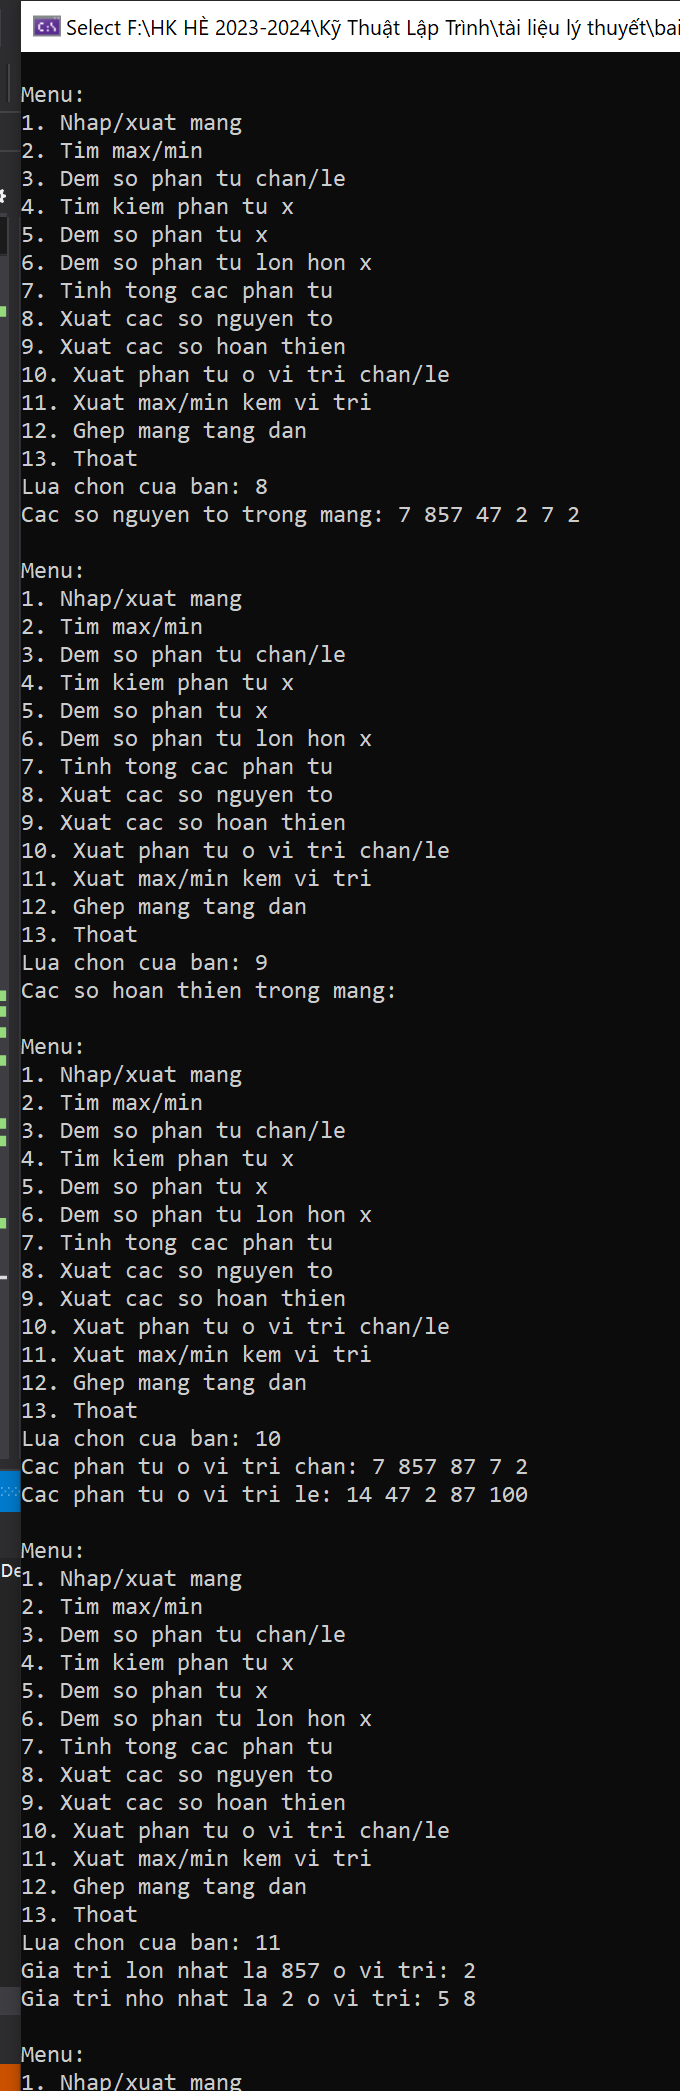 Select F:\HK HÈ 2023-2024\Kỹ Thuật Lập Trình\tài liệu lý thuyết\bai
Menu:
1. Nhap/xuat mang
2. Tim max/min
3. Dem so phan tu chan/le
4. Tim kiem phan tu x
5. Dem so phan tu x
6. Dem so phan tu lon hon x
7. Tinh tong cac phan tu
8. Xuat cac so nguyen to
9. Xuat cac so hoan thien
10. Xuat phan tu o vi tri chan/le
11. Xuat max/min kem vi tri
12. Ghep mang tang dan
13. Thoat
Lua chon cua ban: 8
Cac so nguyen to trong mang: 7 857 47 2 7 2
Menu:
1. Nhap/xuat mang
2. Tim max/min
3. Dem so phan tu chan/le
4. Tim kiem phan tu x
5. Dem so phan tu x
6. Dem so phan tu lon hon x
7. Tinh tong cac phan tu
8. Xuat cac so nguyen to
9. Xuat cac so hoan thien
10. Xuat phan tu o vi tri chan/le
11. Xuat max/min kem vi tri
12. Ghep mang tang dan
13. Thoat
Lua chon cua ban: 9
Cac so hoan thien trong mang:
Menu:
1. Nhap/xuat mang
2. Tim max/min
3. Dem so phan tu chan/le
4. Tim kiem phan tu x
5. Dem so phan tu x
6. Dem so phan tu lon hon x
7. Tinh tong cac phan tu
8. Xuat cac so nguyen to
9. Xuat cac so hoan thien
10. Xuat phan tu o vi tri chan/le
11. Xuat max/min kem vi tri
12. Ghep mang tang dan
13. Thoat
Lua chon cua ban: 10
Cac phan tu o vi tri chan: 7 857 87 7 2
Cac phan tu o vi tri le: 14 47 2 87 100
Menu:
De
1. Nhap/xuat mang
2. Tim max/min
3. Dem so phan tu chan/le
4. Tim kiem phan tu x
5. Dem so phan tu x
6. Dem so phan tu lon hon x
7. Tinh tong cac phan tu
8. Xuat cac so nguyen to
9. Xuat cac so hoan thien
10. Xuat phan tu o vi tri chan/le
11. Xuat max/min kem vi tri
12. Ghep mang tang dan
13. Thoat
Lua chon cua ban: 11
Gia tri lon nhat la 857 o vi tri: 2
Gia tri nho nhat la 2 o vi tri: 5 8
Menu:
1. Nhap/xuat mang